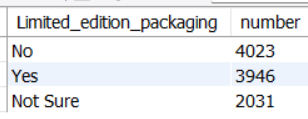 Limited_edition_packaging number
No 4023
Yes 3946
Not Sure 2031